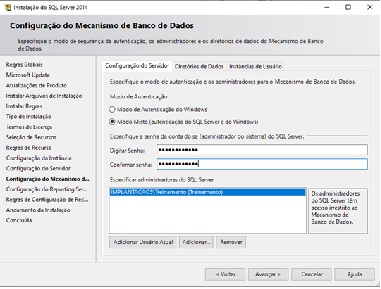 Instalação do SQL Server 2014
Configuração do Mecanismo de Banco de Dados
Especifique o modo de segurança da autenticação, os administradores e os diretórios de dados do Mecanismo de Banco
de Dados.
Regras Globais
Microsoft Update
Atualizações de Produto
Instalar Arquivos de Instalação
Instalar Regras
Tipo de Instalação
Termos de Licença
Seleção de Recursos
Regras de Recurso
Configuração da Instância
Configuração do Servidor
Configuração do Mecanismo d...
Configuração do Reporting Ser...
Regras de Configuração de Rec...
Andamento da Instalação
Concluída
Configuração do Servidor Diretórios de Dados Instâncias de Usuário
Especifique o modo de autenticação e os administradores para o Mecanismo de Banco de Dados.
Modo de Autenticação
Modo de Autenticação do Windows
Modo Misto (autenticação do SQL Server e do Windows)
Especifique a senha da conta do sa (administrador do sistema) do SQL Server.
Digitar Senha:
Confirmar senha:
Especificar administradores do SQL Server
\Treinamento (Treinamento)
Os administradores
do SQL Server têm
acesso irrestrito ao
Mecanismo de
Banco de Dados.
Adicionar Usuário Atual Adicionar... Remover
< Voltar Avançar > Cancelar Ajuda